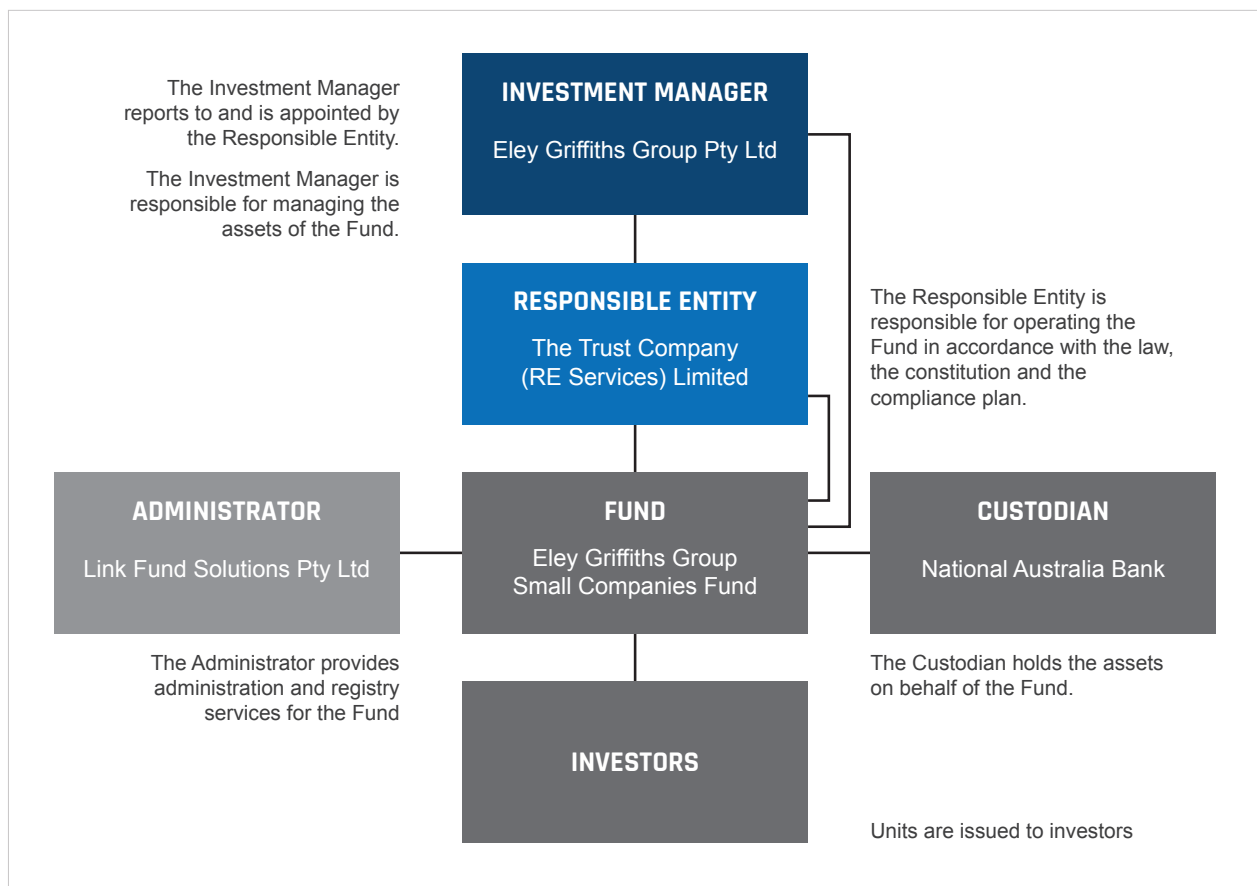 The Investment Manager
reports to and is appointed by
the Responsible Entity.
The Investment Manager is
responsible for managing the
assets of the Fund.
INVESTMENT MANAGER
Eley Griffiths Group Pty Ltd
RESPONSIBLE ENTITY
The Trust Company
(RE Services) Limited
The Responsible Entity is
responsible for operating the
Fund in accordance with the law,
the constitution and the
compliance plan.
ADMINISTRATOR
Link Fund Solutions Pty Ltd
FUND
Eley Griffiths Group
Small Companies Fund
CUSTODIAN
National Australia Bank
The Administrator provides
administration and registry
services for the Fund
The Custodian holds the assets
on behalf of the Fund.
INVESTORS
Units are issued to investors